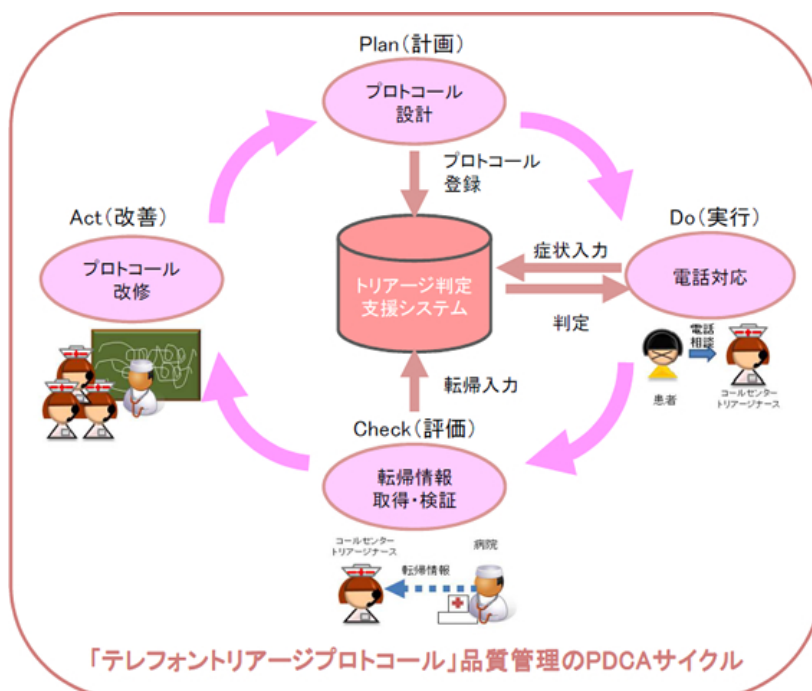 Plan(計画)
プロトコール
設計
プロトコール
登録
Act(改善)
プロトコール
改修
Do(実行)
電話対応
症状入力
トリアージ判定
支援システム
判定
電話
相談
患者
コールセンター
トリアージナース
転帰入力
Check(評価)
転帰情報
取得・検証
コールセンター
トリアージナース
病院
転帰情報
「テレフォントリアージプロトコール」品質管理のPDCAサイクル